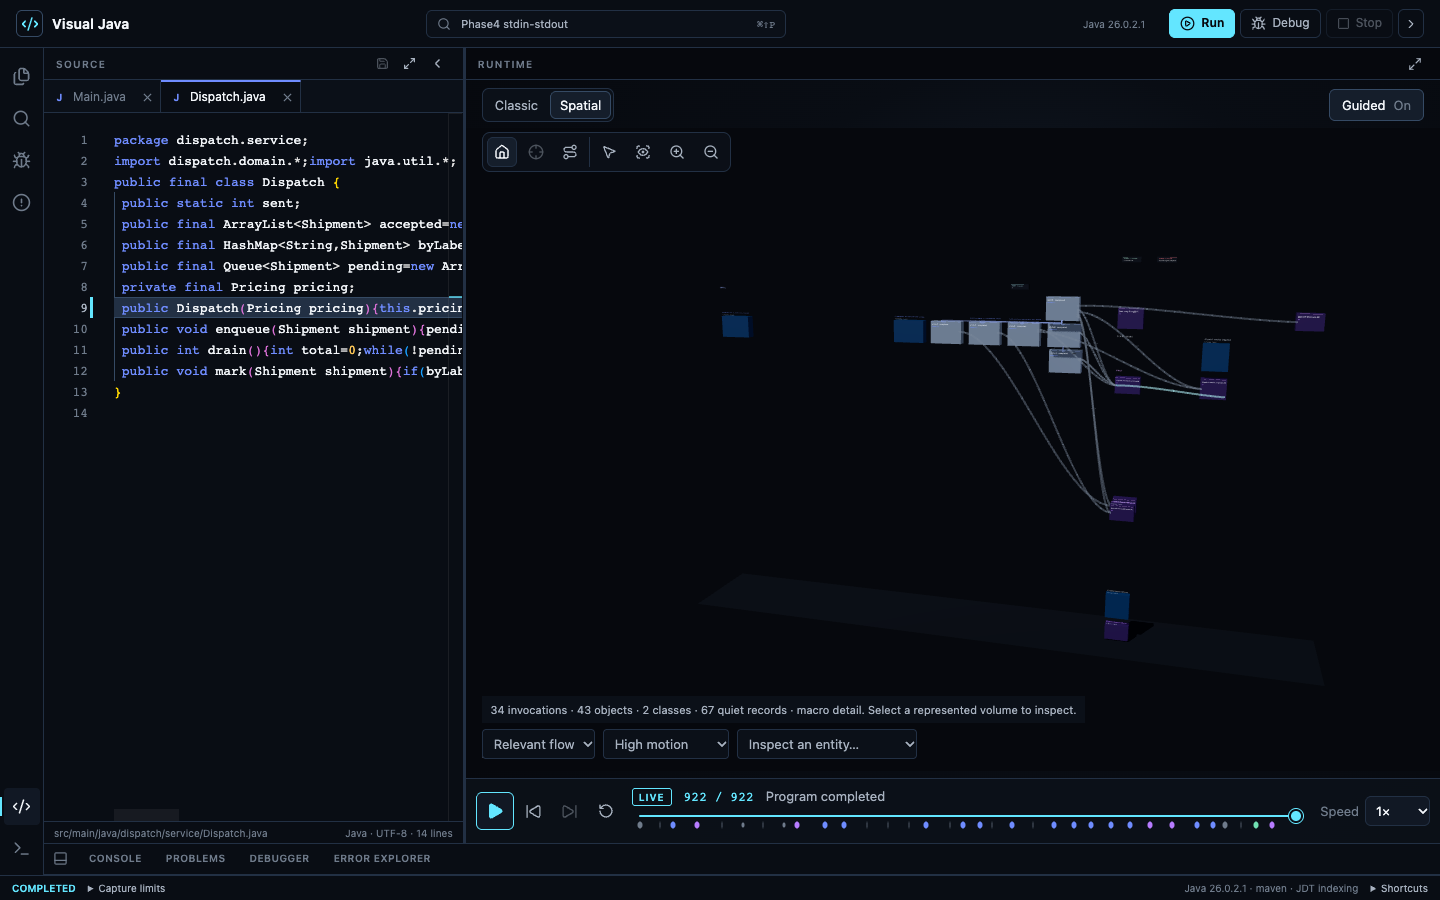 Visual Java
Phase4 stdin-stdout
⌘⇧P
Java 26.0.2.1
Run
Debug
Stop
SOURCE
RUNTIME
J Main.java
J Dispatch.java
Classic
Spatial
Guided On
1 package dispatch.service;
2 import dispatch.domain.*;import java.util.*;
3 public final class Dispatch {
4 public static int sent;
5 public final ArrayList<Shipment> accepted=ne
6 public final HashMap<String,Shipment> byLabe
7 public final Queue<Shipment> pending=new Arr
8 private final Pricing pricing;
9 public Dispatch(Pricing pricing){this.pricin
10 public void enqueue(Shipment shipment){pendi
11 public int drain(){int total=0;while(!pendin
12 public void mark(Shipment shipment){if(byLab
13 }
14
34 invocations · 43 objects · 2 classes · 67 quiet records · macro detail. Select a represented volume to inspect.
Relevant flow
High motion
Inspect an entity...
LIVE 922 / 922 Program completed
Speed 1×
src/main/java/dispatch/service/Dispatch.java
Java · UTF-8 · 14 lines
CONSOLE
PROBLEMS
DEBUGGER
ERROR EXPLORER
COMPLETED
Capture limits
Java 26.0.2.1 · maven · JDT indexing
Shortcuts